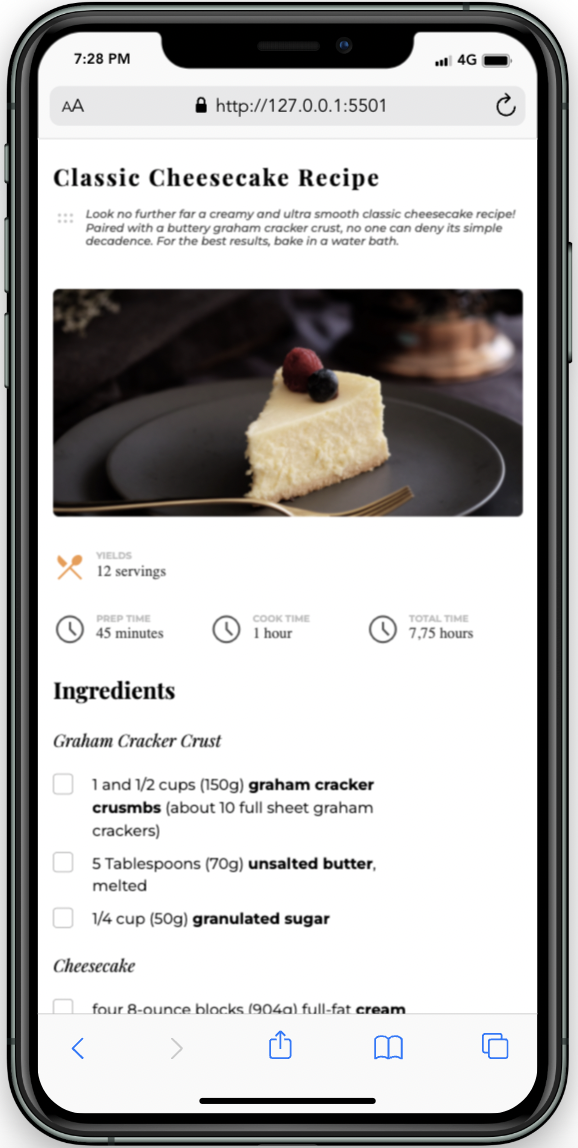 7:28 PM
4G
AA
http://127.0.0.1:5501
Classic Cheesecake Recipe
Look no further far a creamy and ultra smooth classic cheesecake recipe!
Paired with a buttery graham cracker crust, no one can deny its simple
decadence. For the best results, bake in a water bath.
YIELDS
12 servings
PREP TIME
45 minutes
COOK TIME
1 hour
TOTAL TIME
7,75 hours
Ingredients
Graham Cracker Crust
1 and 1/2 cups (150g) graham cracker
crusmbs (about 10 full sheet graham
crackers)
5 Tablespoons (70g) unsalted butter,
melted
1/4 cup (50g) granulated sugar
Cheesecake
four 8-ounce blocks (904g) full-fat cream